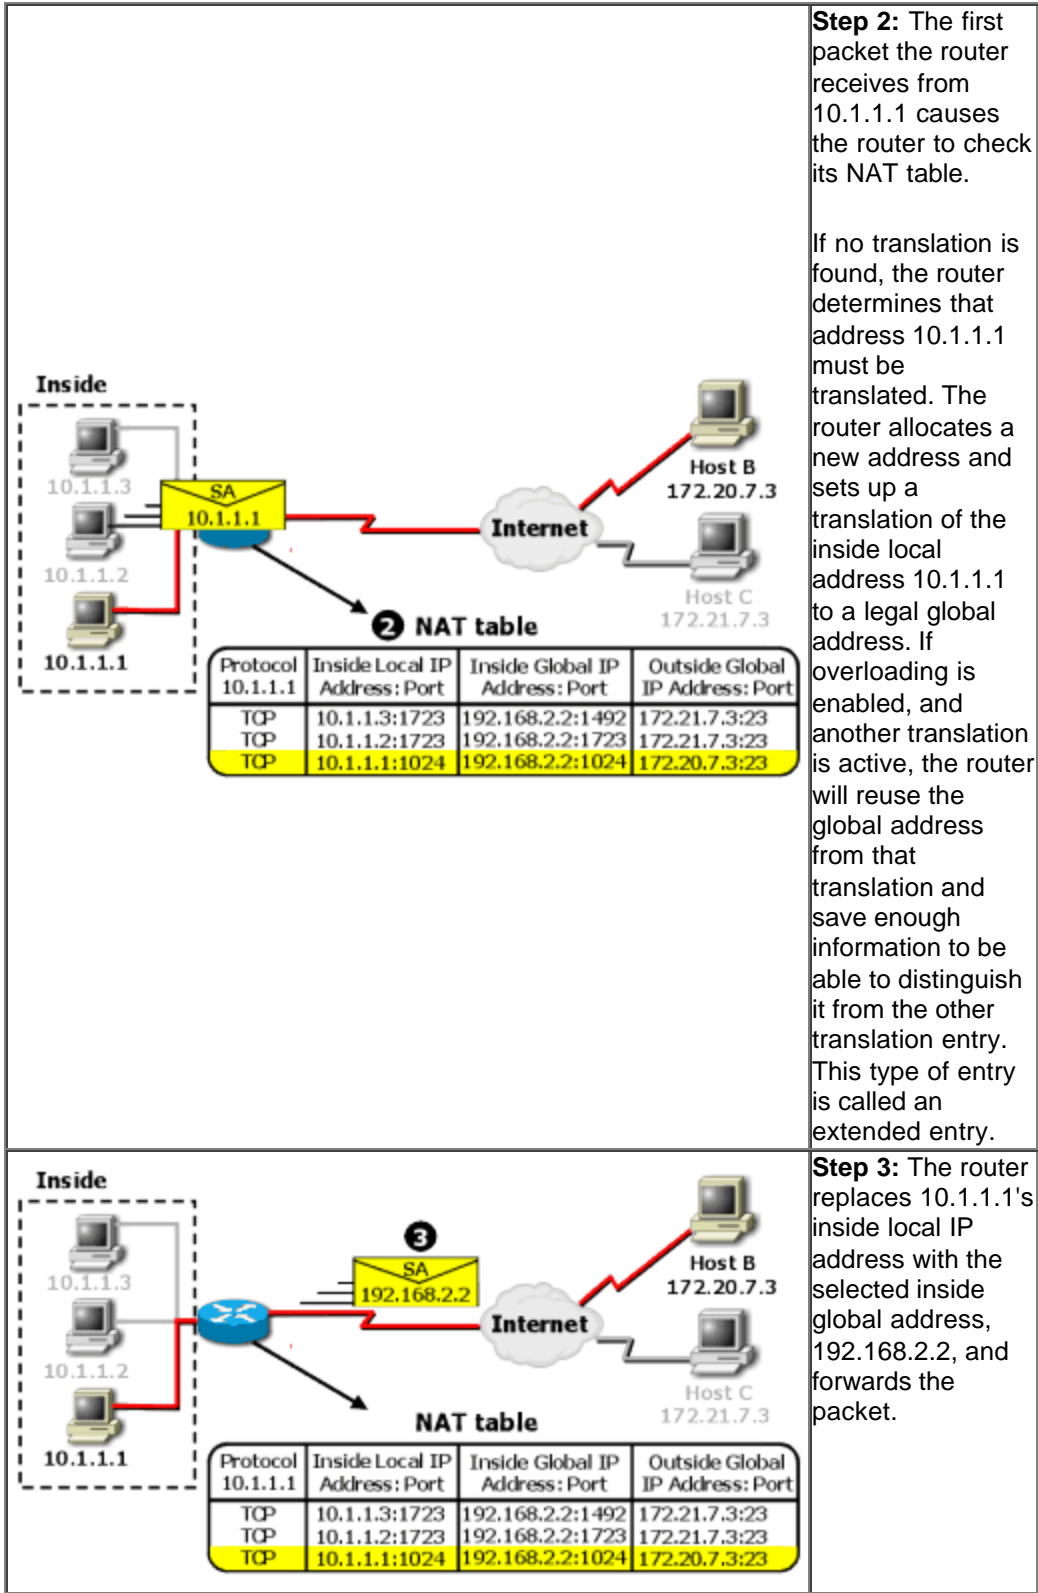 Step 2: The first
packet the router
receives from
10.1.1.1 causes
the router to check
its NAT table.
If no translation is
found, the router
determines that
address 10.1.1.1
must be
translated. The
router allocates a
new address and
sets up a
translation of the
inside local
address 10.1.1.1
to a legal global
address. If
overloading is
enabled, and
another translation
is active, the router
will reuse the
global address
from that
translation and
save enough
information to be
able to distinguish
it from the other
translation entry.
This type of entry
is called an
extended entry.
Inside
10.1.1.3
SA
10.1.1.1
10.1.1.2
10.1.1.1
Internet
Host B
172.20.7.3
Host C
172.21.7.3
2 NAT table
Protocol Inside Local IP Inside Global IP Outside Global
10.1.1.1 Address: Port Address: Port IP Address: Port
TCP 10.1.1.3:1723 192.168.2.2:1492 172.21.7.3:23
TCP 10.1.1.2:1723 192.168.2.2:1723 172.21.7.3:23
TCP 10.1.1.1:1024 192.168.2.2:1024 172.20.7.3:23
Step 3: The router
replaces 10.1.1.1's
inside local IP
address with the
selected inside
global address,
192.168.2.2, and
forwards the
packet.
Inside
10.1.1.3
10.1.1.2
10.1.1.1
3
SA
192.168.2.2
Internet
Host B
172.20.7.3
Host C
172.21.7.3
NAT table
Protocol Inside Local IP Inside Global IP Outside Global
10.1.1.1 Address: Port Address: Port IP Address: Port
TCP 10.1.1.3:1723 192.168.2.2:1492 172.21.7.3:23
TCP 10.1.1.2:1723 192.168.2.2:1723 172.21.7.3:23
TCP 10.1.1.1:1024 192.168.2.2:1024 172.20.7.3:23